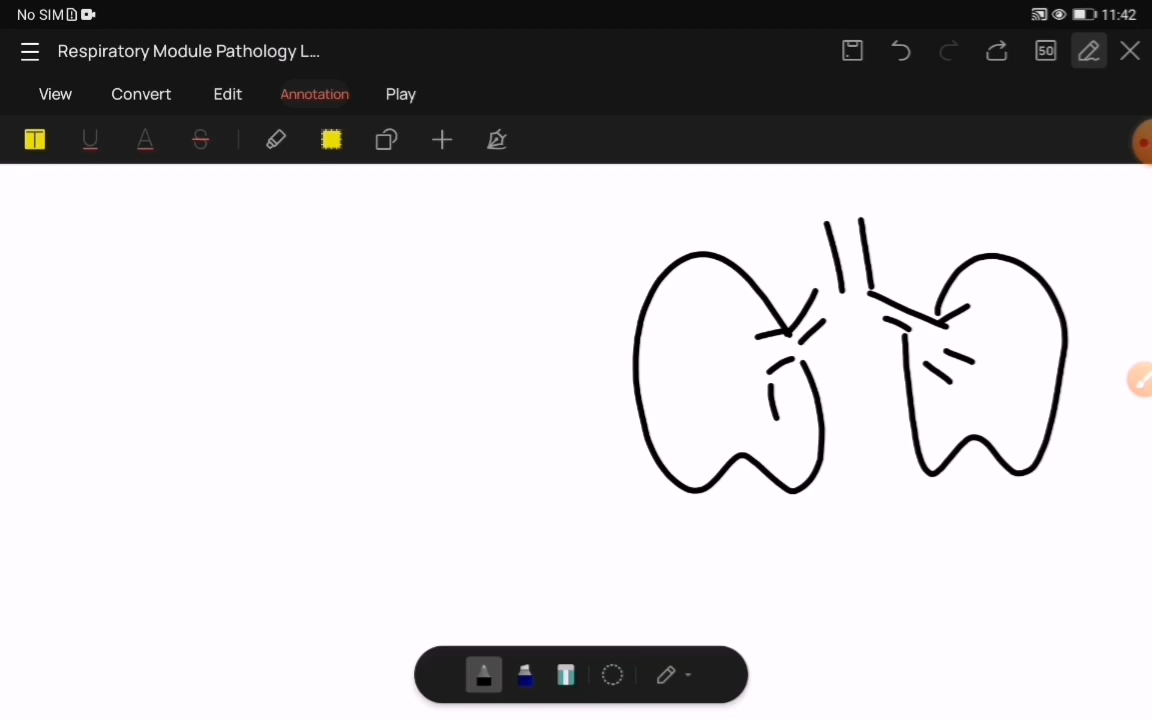 No SIM 11:42
Respiratory Module Pathology L... 50
View Convert Edit Annotation Play
T U A S